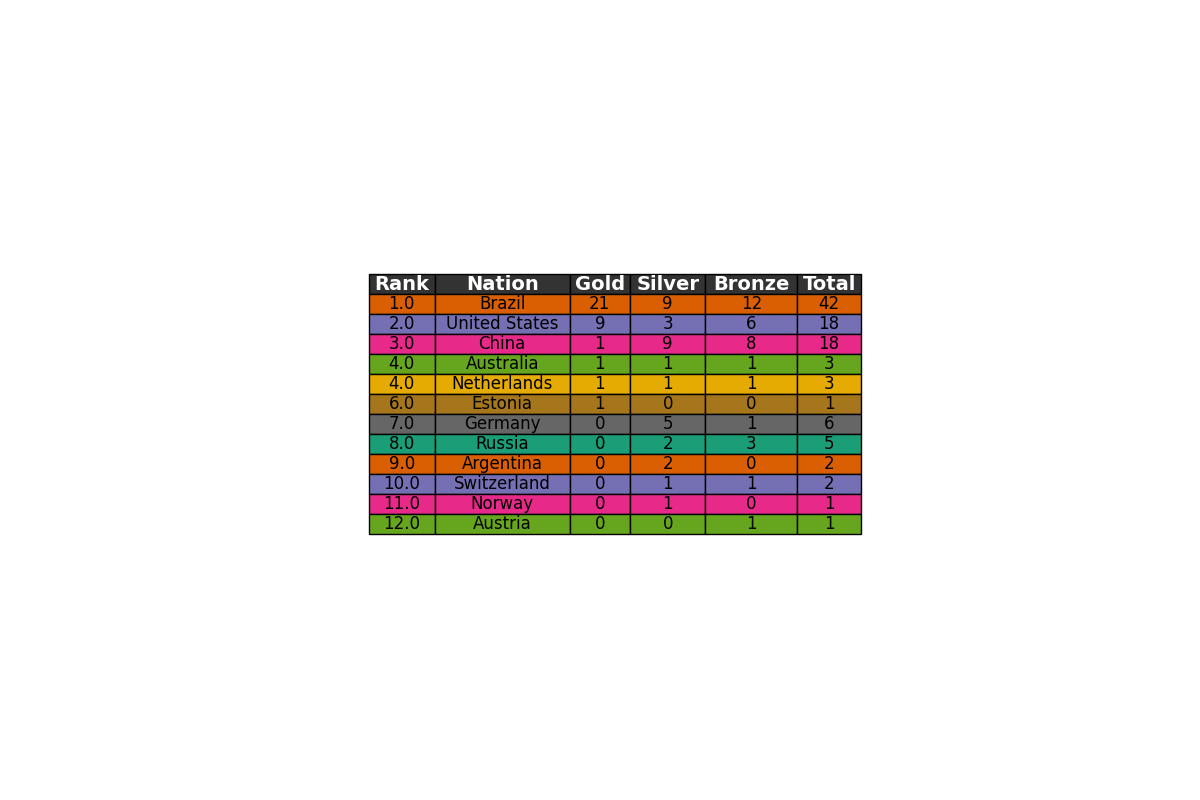 Rank Nation Gold Silver Bronze Total
1.0 Brazil 21 9 12 42
2.0 United States 9 3 6 18
3.0 China 1 9 8 18
4.0 Australia 1 1 1 3
4.0 Netherlands 1 1 1 3
6.0 Estonia 1 0 0 1
7.0 Germany 0 5 1 6
8.0 Russia 0 2 3 5
9.0 Argentina 0 2 0 2
10.0 Switzerland 0 1 1 2
11.0 Norway 0 1 0 1
12.0 Austria 0 0 1 1